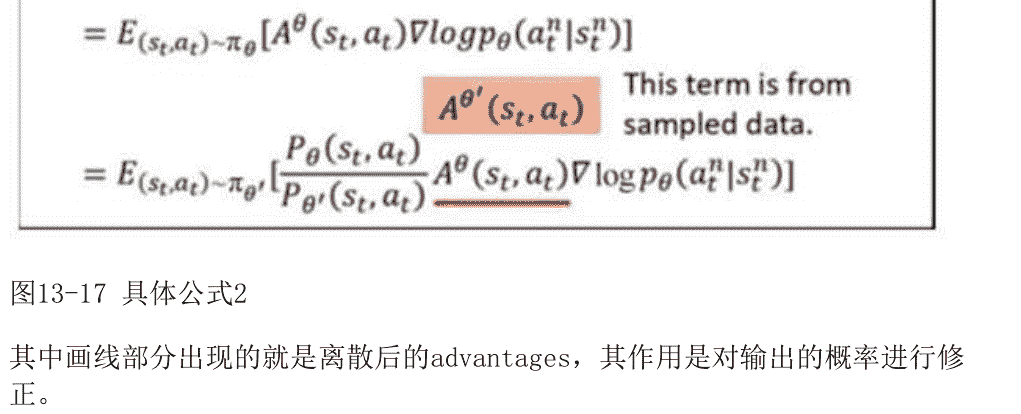 = E_{(s_t,a_t)~π_θ}[A^θ(s_t, a_t)∇logp_θ(a_t^n|s_t^n)]
A^{θ'}(s_t, a_t) This term is from
sampled data.
= E_{(s_t,a_t)~π_{θ'}}[\frac{P_θ(s_t, a_t)}{P_{θ'}(s_t, a_t)}A^θ(s_t, a_t)∇ log p_θ(a_t^n|s_t^n)]
图13-17 具体公式2
其中画线部分出现的就是离散后的advantages，其作用是对输出的概率进行修
正。